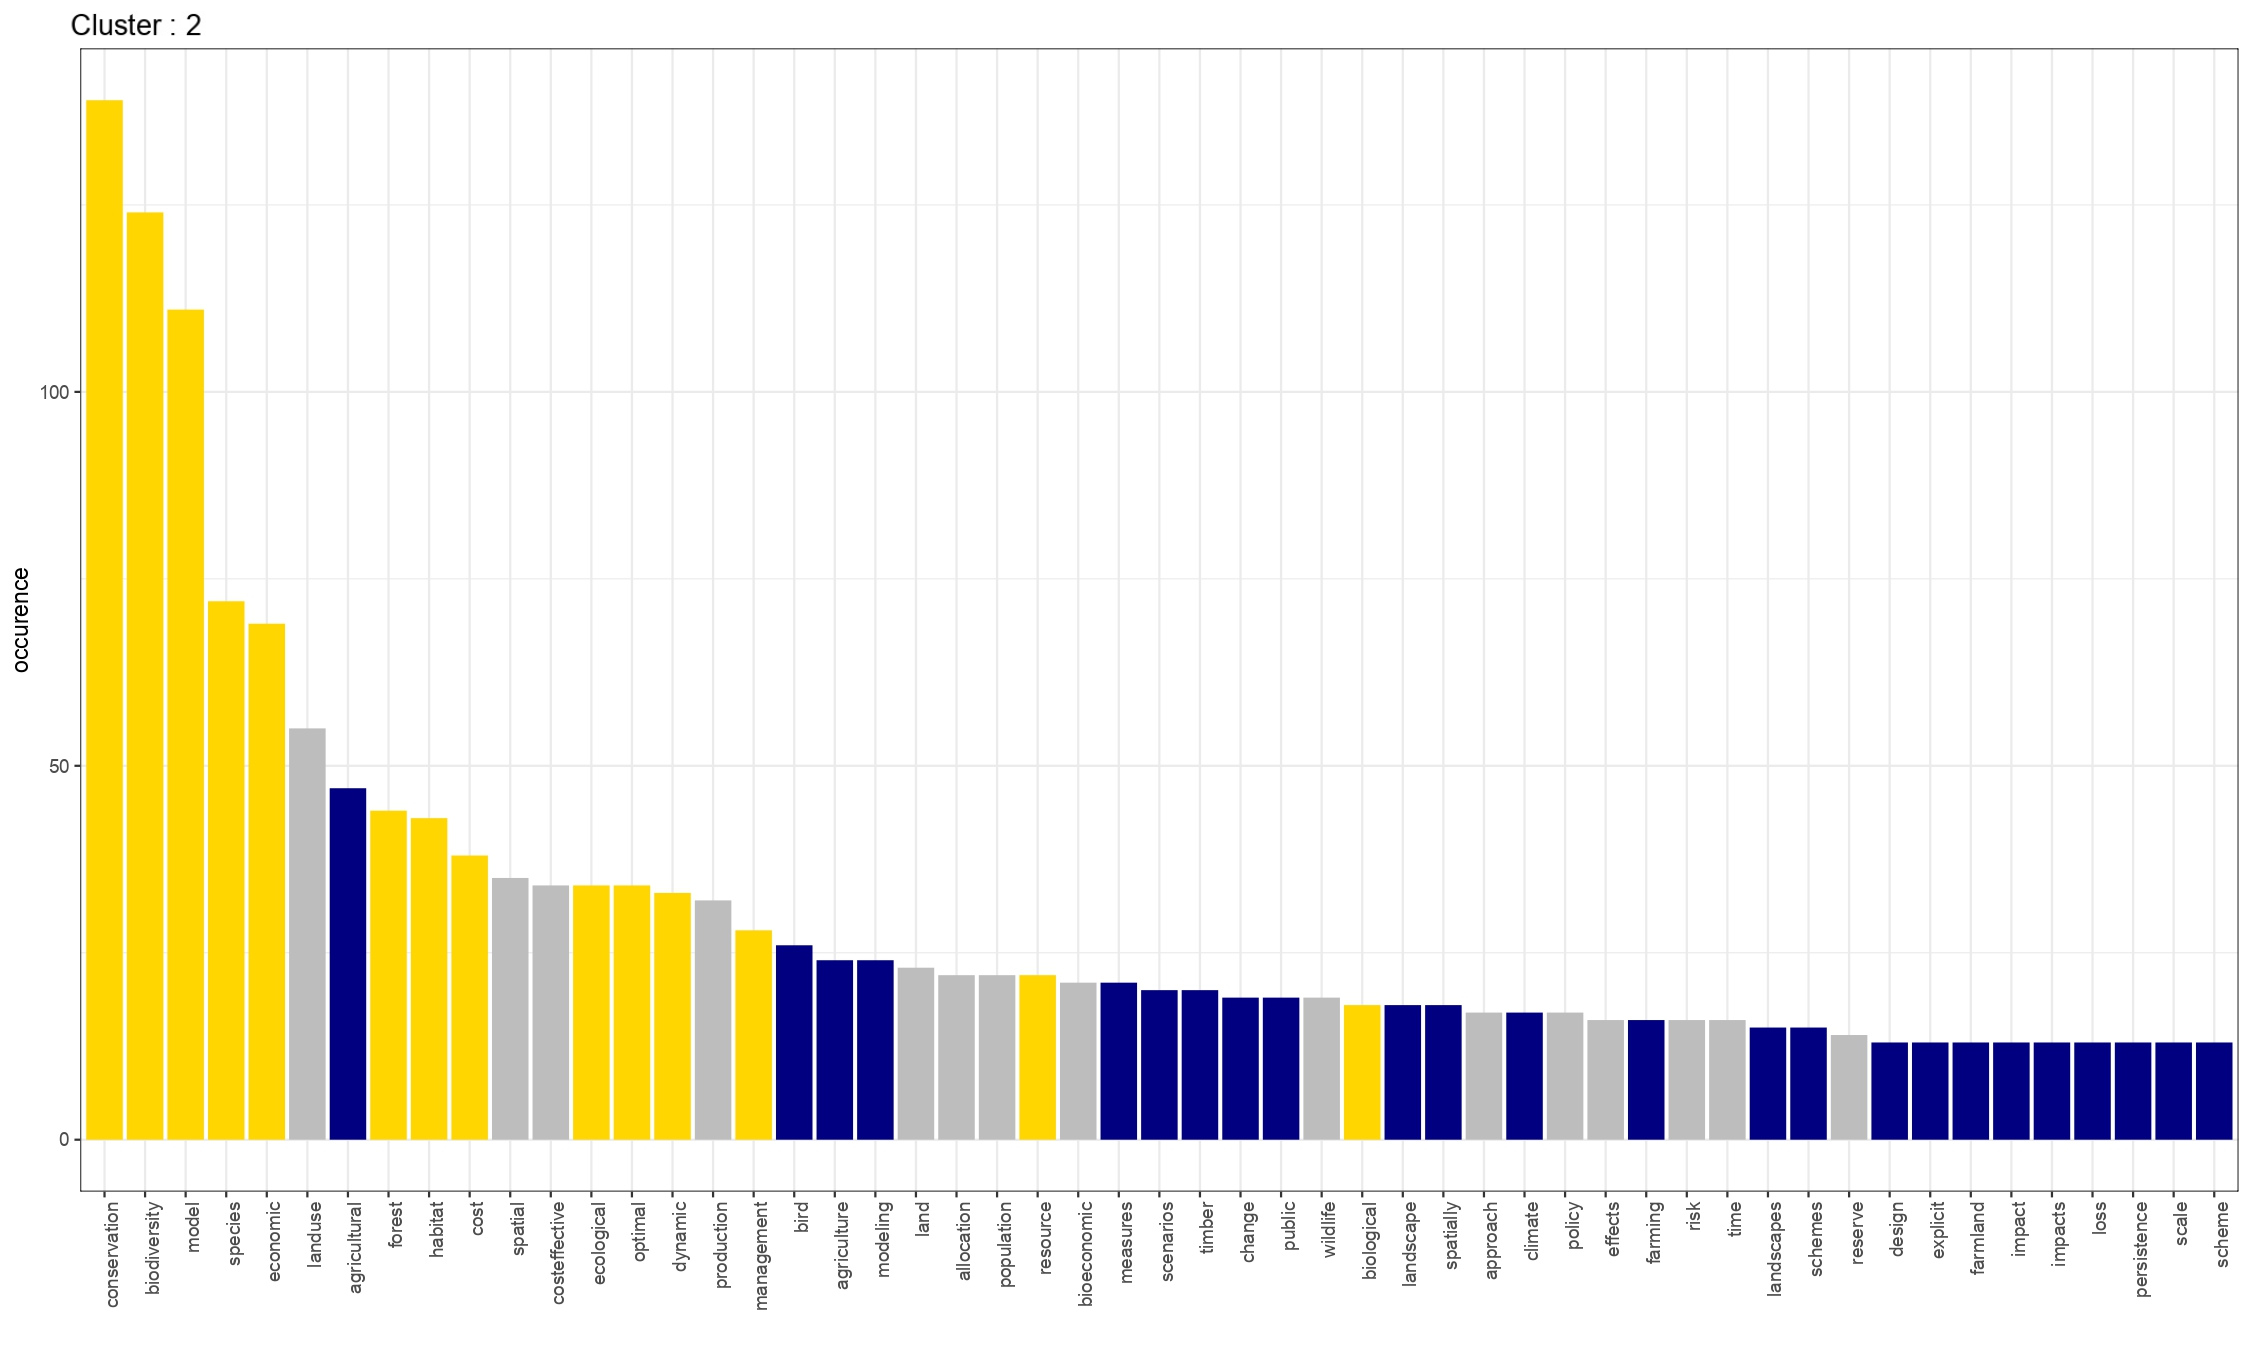 Cluster : 2
occurence
100
50
0
conservation
biodiversity
model
species
economic
landuse
agricultural
forest
habitat
cost
spatial
costeffective
ecological
optimal
dynamic
production
management
bird
agriculture
modeling
land
allocation
population
resource
bioeconomic
measures
scenarios
timber
change
public
wildlife
biological
landscape
spatially
approach
climate
policy
effects
farming
risk
time
landscapes
schemes
reserve
design
explicit
farmland
impact
impacts
loss
persistence
scale
scheme